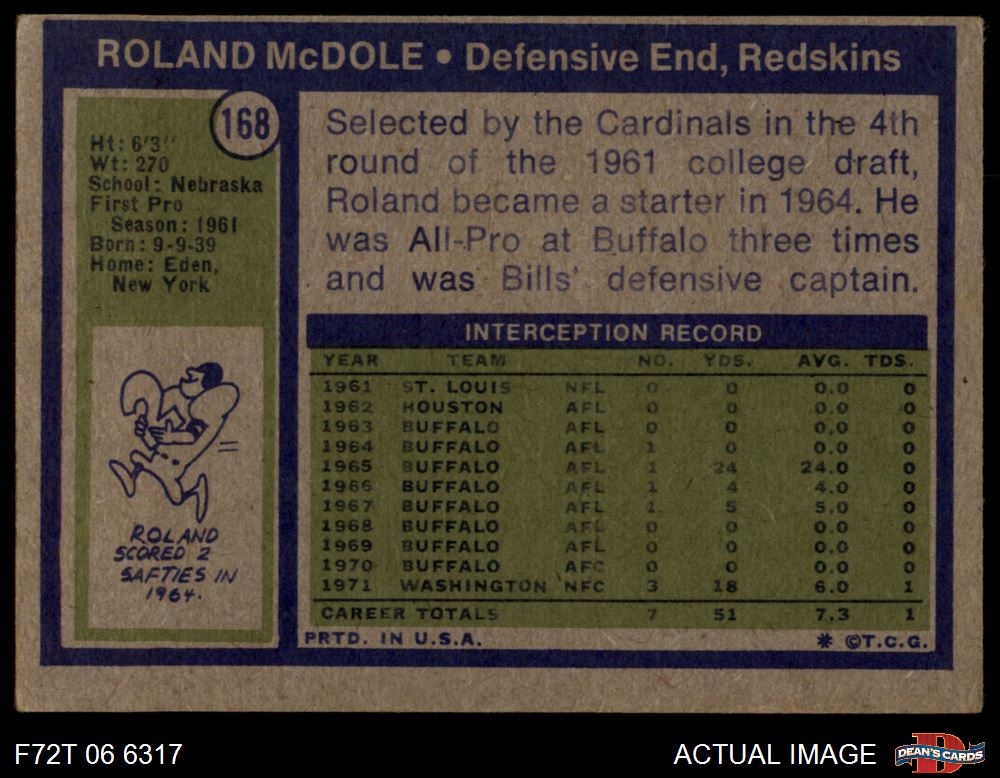 ROLAND McDOLE • Defensive End, Redskins
168
Ht: 6'3"
Wt: 270
School: Nebraska
First Pro
Season: 1961
Born: 9-9-39
Home: Eden,
New York
ROLAND
SCORED 2
SAFTIES IN
1964.
Selected by the Cardinals in the 4th
round of the 1961 college draft,
Roland became a starter in 1964. He
was All-Pro at Buffalo three times
and was Bills' defensive captain.
INTERCEPTION RECORD
YEAR TEAM NO. YDS. AVG. TDS.
1961 ST. LOUIS NFL 0 0 0.0 0
1962 HOUSTON AFL 0 0 0.0 0
1963 BUFFALO AFL 0 0 0.0 0
1964 BUFFALO AFL 1 0 0.0 0
1965 BUFFALO AFL 1 24 24.0 0
1966 BUFFALO AFL 1 4 4.0 0
1967 BUFFALO AFL 1 5 5.0 0
1968 BUFFALO AFL 0 0 0.0 0
1969 BUFFALO AFL 0 0 0.0 0
1970 BUFFALO AFC 0 0 0.0 0
1971 WASHINGTON NFC 3 18 6.0 1
CAREER TOTALS 7 51 7.3 1
PRTD. IN U.S.A. * ©T.C.G.
F72T 06 6317
ACTUAL IMAGE
D
DEAN'S CARDS